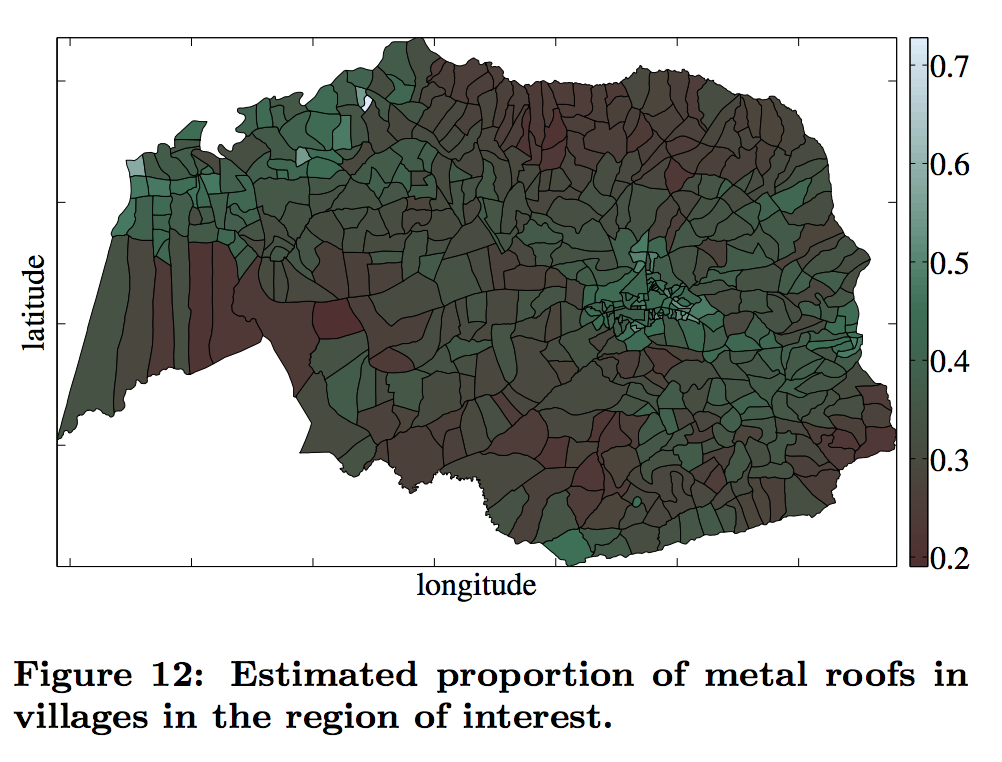 0.7
0.6
0.5
0.4
0.3
0.2
latitude
longitude
Figure 12: Estimated proportion of metal roofs in
villages in the region of interest.